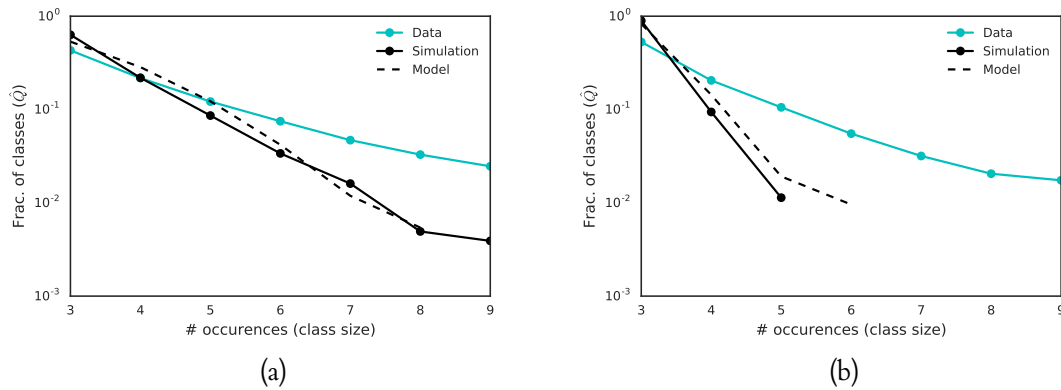 10^0
10^-1
10^-2
10^-3
Frac. of classes (Q̂)
3 4 5 6 7 8 9
# occurences (class size)
Data
Simulation
Model
(a)
10^0
10^-1
10^-2
10^-3
Frac. of classes (Q̂)
3 4 5 6 7 8 9
# occurences (class size)
Data
Simulation
Model
(b)